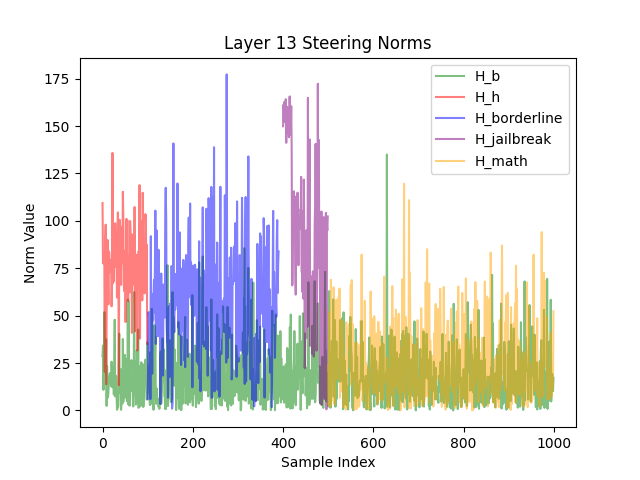 Layer 13 Steering Norms
H_b
H_h
H_borderline
H_jailbreak
H_math
Norm Value
175
150
125
100
75
50
25
0
0 200 400 600 800 1000
Sample Index